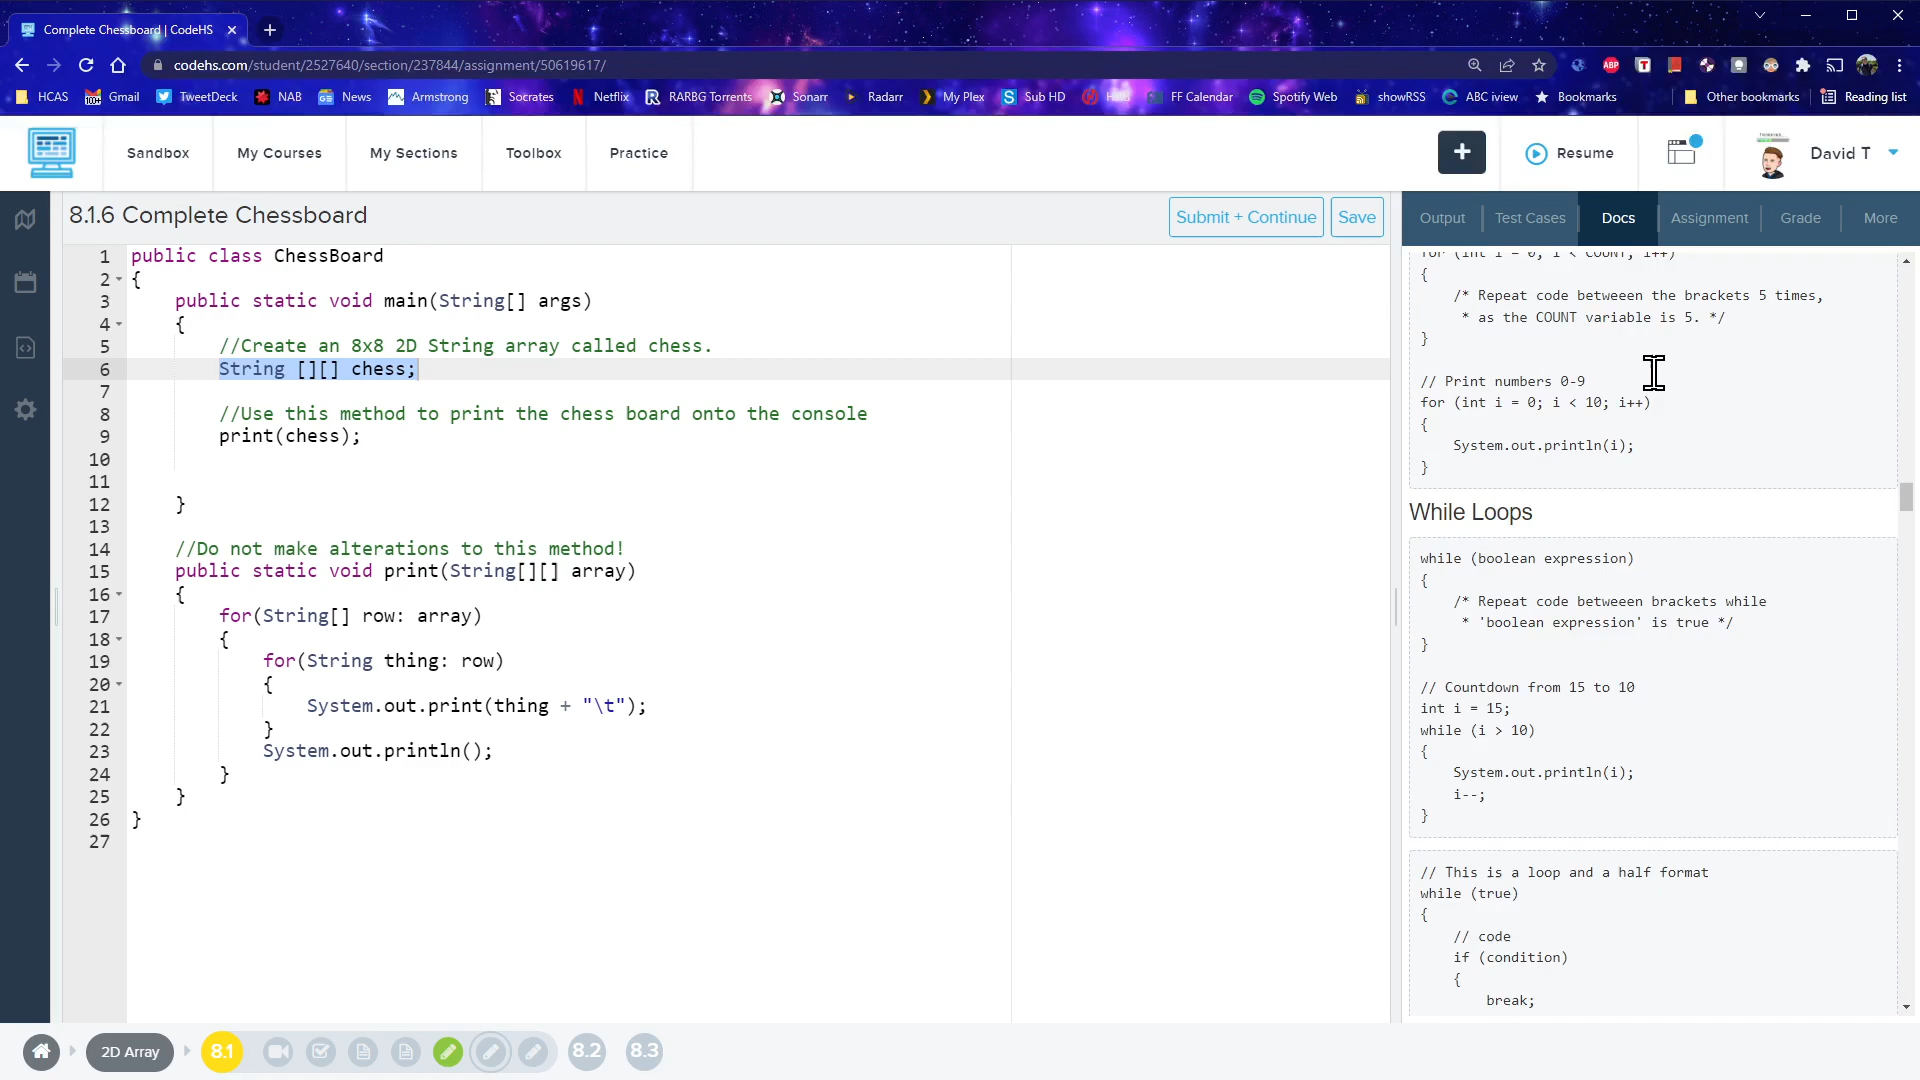 Complete Chessboard | CodeHS
codehs.com/student/2527640/section/237844/assignment/50619617/
HCAS Gmail TweetDeck NAB News Armstrong Socrates Netflix RARBG Torrents Sonarr Radarr My Plex Sub HD FF Calendar Spotify Web showRSS ABC iview Bookmarks Other bookmarks Reading list
Sandbox My Courses My Sections Toolbox Practice + Resume David T
8.1.6 Complete Chessboard Submit + Continue Save
1 public class ChessBoard
2 {
3 public static void main(String[] args)
4 {
5 //Create an 8x8 2D String array called chess.
6 String [][] chess;
7
8 //Use this method to print the chess board onto the console
9 print(chess);
10
11
12 }
13
14 //Do not make alterations to this method!
15 public static void print(String[][] array)
16 {
17 for(String[] row: array)
18 {
19 for(String thing: row)
20 {
21 System.out.print(thing + "\t");
22 }
23 System.out.println();
24 }
25 }
26 }
27
Output Test Cases Docs Assignment Grade More
for (int i = 0; i < COUNT; i++)
{
/* Repeat code betweeen the brackets 5 times,
* as the COUNT variable is 5. */
}
// Print numbers 0-9
for (int i = 0; i < 10; i++)
{
System.out.println(i);
}
While Loops
while (boolean expression)
{
/* Repeat code betweeen brackets while
* 'boolean expression' is true */
}
// Countdown from 15 to 10
int i = 15;
while (i > 10)
{
System.out.println(i);
i--;
}
// This is a loop and a half format
while (true)
{
// code
if (condition)
{
break;
2D Array 8.1 8.2 8.3